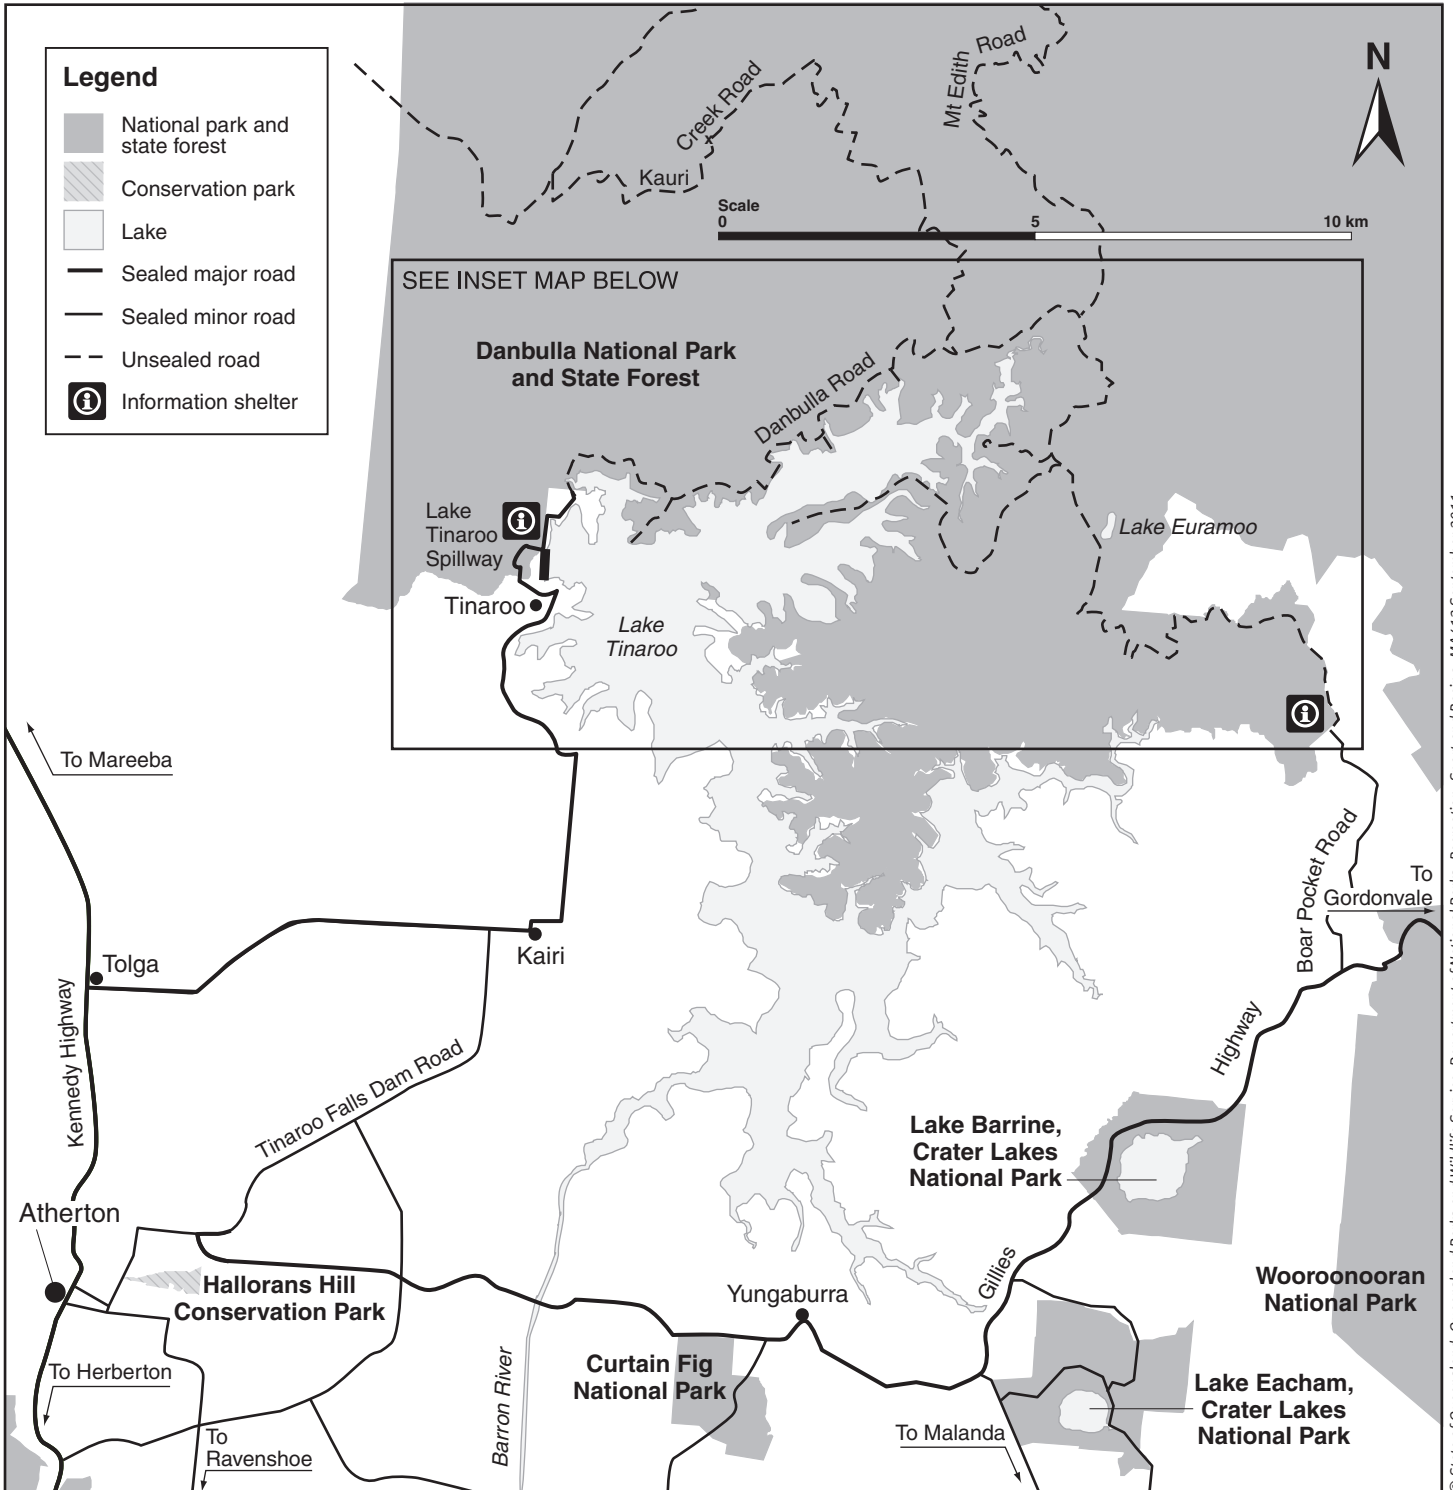 Legend
National park and
state forest
Conservation park
Lake
Sealed major road
Sealed minor road
Unsealed road
Information shelter
Creek Road
Kauri
Mt Edith
Road
N
Scale
0
5
10 km
SEE INSET MAP BELOW
Danbulla National Park
and State Forest
Danbulla Road
Lake
Tinaroo
Spillway
Lake Euramoo
Tinaroo
Lake
Tinaroo
To Mareeba
Boar Pocket Road
To
Gordonvale
Kairi
Tolga
Kennedy Highway
Tinaroo Falls Dam Road
Highway
Lake Barrine,
Crater Lakes
National Park
Atherton
Gillies
Hallorans Hill
Conservation Park
Yungaburra
Wooroonooran
National Park
To Herberton
Curtain Fig
National Park
Barron River
Lake Eacham,
Crater Lakes
National Park
To Malanda
To
Ravenshoe